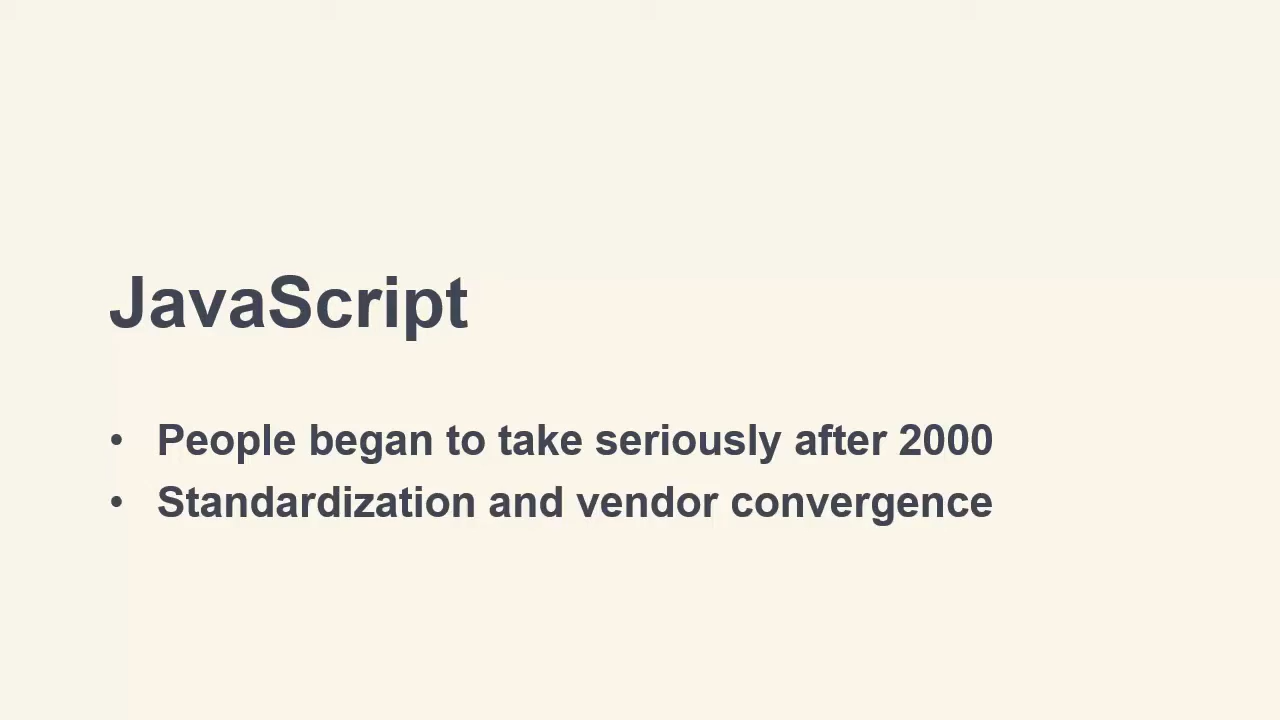 JavaScript
• People began to take seriously after 2000
• Standardization and vendor convergence